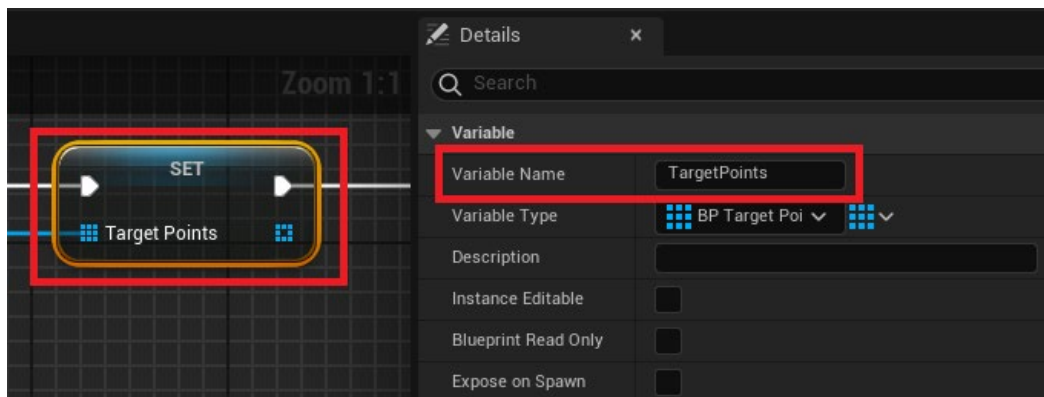 Details
Zoom 1:1
Search
Variable
SET
Variable Name TargetPoints
Variable Type BP Target Poi
Target Points
Description
Instance Editable
Blueprint Read Only
Expose on Spawn